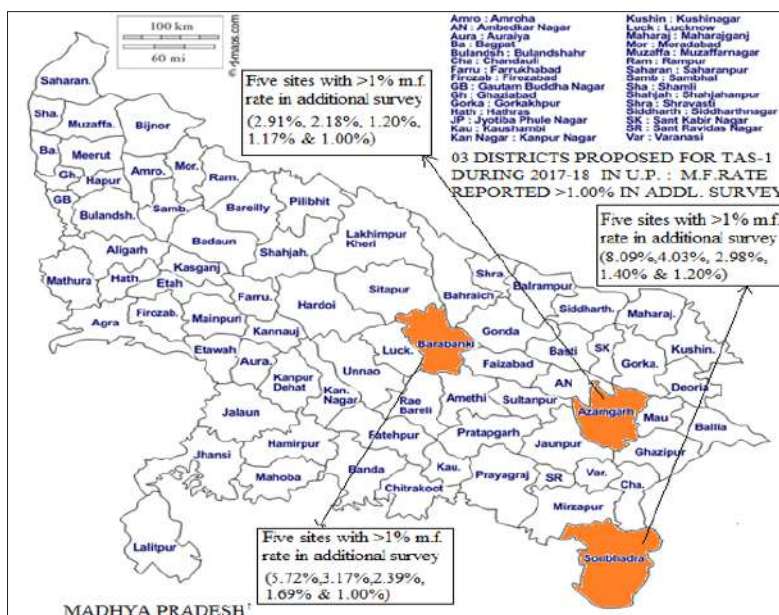 100 km
60 mi
© d-maps.com
Amro : Amroha
AN : Ambedkar Nagar
Aura : Auraiya
Ba : Bagpat
Bulandsh : Bulandshahr
Cha : Chandauli
Farru : Farrukhabad
Firozab : Firozabad
GB : Gautam Buddha Nagar
Gh : Ghaziabad
Gorka : Gorkakhpur
Hath : Hathras
JP : Jyotiba Phule Nagar
Kau : Kaushambi
Kan Nagar : Kanpur Nagar
Kushin : Kushinagar
Luck : Lucknow
Maharaj : Maharajganj
Mor : Moradabad
Muzaffa : Muzaffarnagar
Ram : Rampur
Saharan : Saharanpur
Samb : Sambhal
Sha : Shamli
Shahjah : Shahjahanpur
Shra : Shravasti
Siddharth : Siddharthnagar
SK : Sant Kabir Nagar
SR : Sant Ravidas Nagar
Var : Varanasi
03 DISTRICTS PROPOSED FOR TAS-1
DURING 2017-18 IN U.P. : M.F.RATE
REPORTED >1.00% IN ADDL. SURVEY
Five sites with >1% m.f.
rate in additional survey
(2.91%, 2.18%, 1.20%,
1.17% & 1.00%)
Five sites with >1% m.f.
rate in additional survey
(8.09%,4.03%, 2.98%,
1.40% & 1.20%)
Saharan.
Sha.
Muzaffa.
Bijnor
Ba.
Meerut
Gh.
Hapur
Amro.
Mor.
Ram.
GB
Bulandsh.
Samb.
Bareilly
Pilibhit
Lakhimpur
Kheri
Aligarh
Badaun
Shahjah.
Mathura
Hath.
Kasganj
Etah
Sitapur
Bahraich
Shra.
Balrampur
Siddharth.
Maharaj.
Agra
Firozab.
Mainpuri
Farru.
Hardoi
Barabanki
Gonda
Basti
SK
Gorka.
Kushin.
Etawah
Kannauj
Luck.
Faizabad
Deoria
Aura.
Kanpur
Dehat
Kan.
Nagar
Unnao
Rae
Bareli
Amethi
Sultanpur
AN
Azamgarh
Mau
Ballia
Jalaun
Fatehpur
Pratapgarh
Jaunpur
Ghazipur
Jhansi
Hamirpur
Mahoba
Banda
Chitrakoot
Kau.
Prayagraj
SR
Var.
Cha.
Mirzapur
Lalitpur
Sonbhadra
Five sites with >1% m.f.
rate in additional survey
(5.72%,3.17%,2.39%,
1.69% & 1.00%)
MADHYA PRADESH